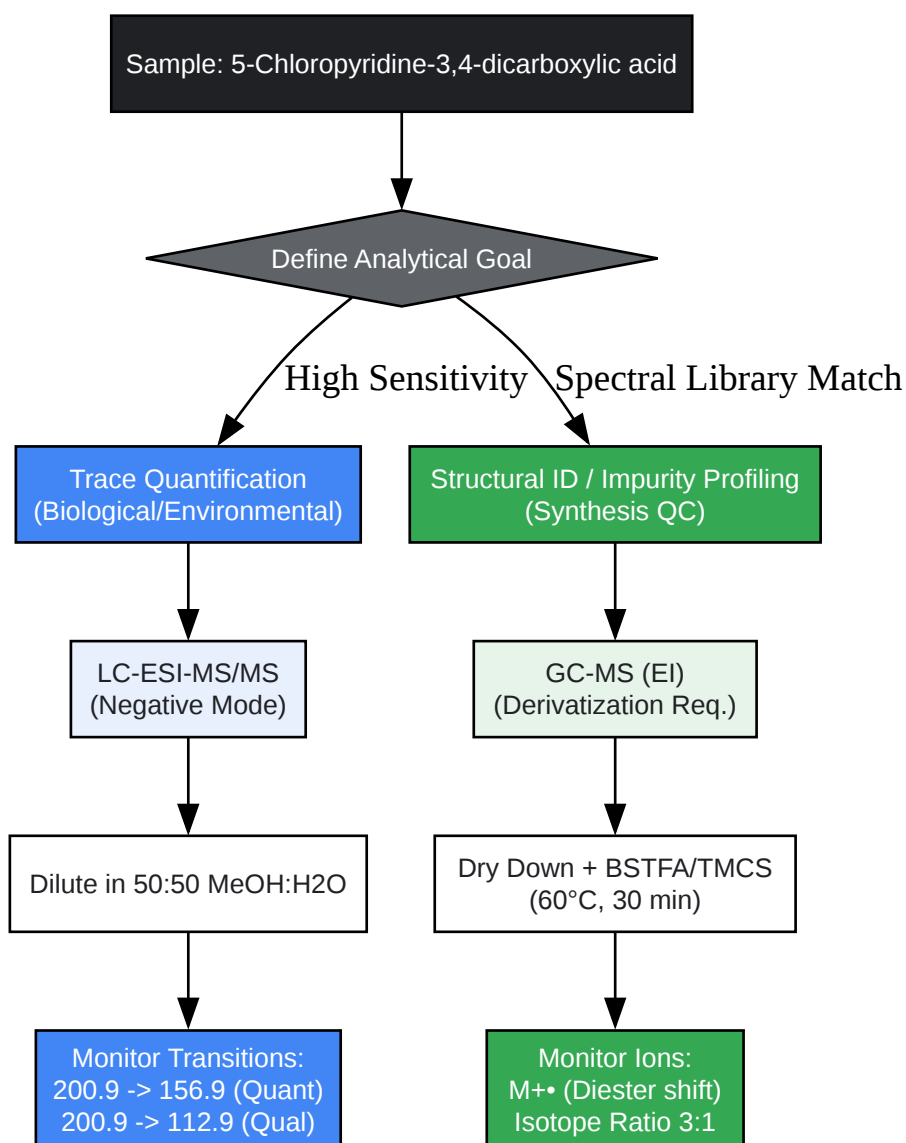 Sample: 5-Chloropyridine-3,4-dicarboxylic acid
Define Analytical Goal
High Sensitivity
Spectral Library Match
Trace Quantification
(Biological/Environmental)
Structural ID / Impurity Profiling
(Synthesis QC)
LC-ESI-MS/MS
(Negative Mode)
GC-MS (EI)
(Derivatization Req.)
Dilute in 50:50 MeOH:H2O
Dry Down + BSTFA/TMCS
(60°C, 30 min)
Monitor Transitions:
200.9 -> 156.9 (Quant)
200.9 -> 112.9 (Qual)
Monitor Ions:
M+• (Diester shift)
Isotope Ratio 3:1